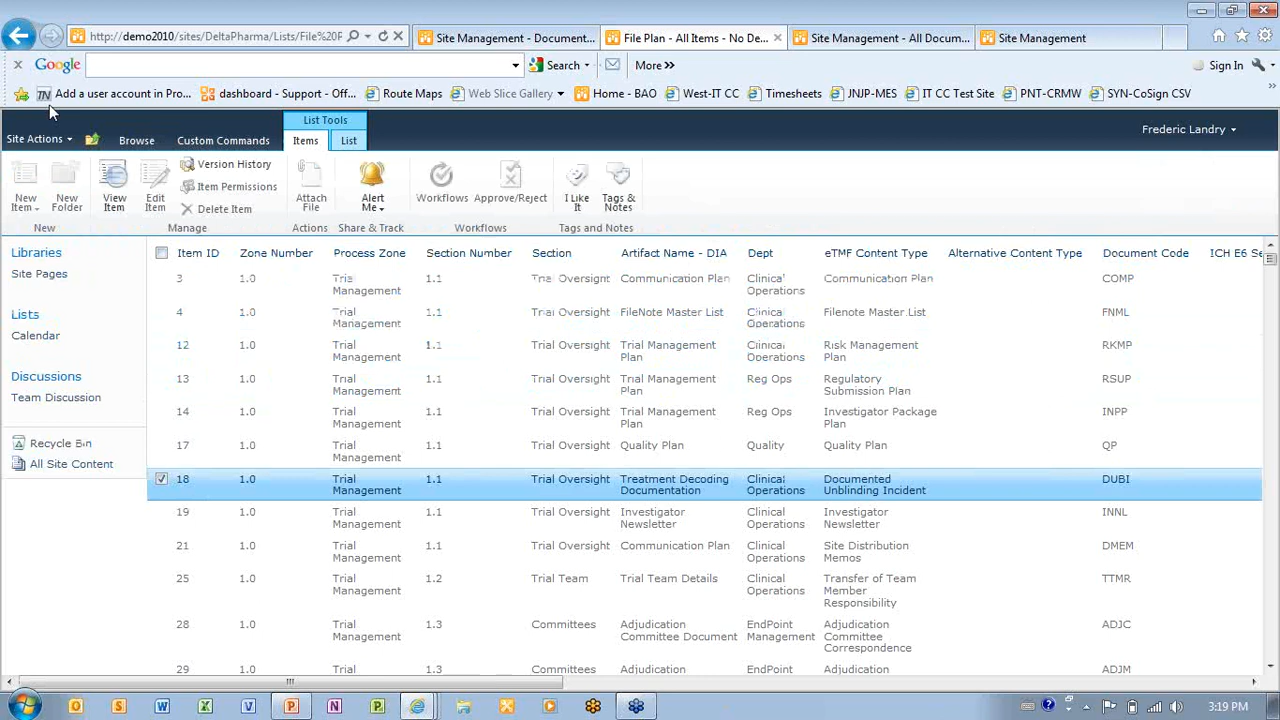 http://demo2010/sites/DeltaPharma/Lists/File%20F
Site Management - Document...
File Plan - All Items - No De...
Site Management - All Docum...
Site Management
Google
Search
More »
Sign In
Add a user account in Pro...
dashboard - Support - Off...
Route Maps
Web Slice Gallery
Home - BAO
West-IT CC
Timesheets
JNJP-MES
IT CC Test Site
PNT-CRMW
SYN-CoSign CSV
List Tools
Site Actions
Browse
Custom Commands
Items
List
Frederic Landry
New Item
New Folder
View Item
Edit Item
Version History
Item Permissions
Delete Item
Attach File
Alert Me
Workflows
Approve/Reject
I Like It
Tags & Notes
New
Manage
Actions
Share & Track
Workflows
Tags and Notes
Libraries
Site Pages
Lists
Calendar
Discussions
Team Discussion
Recycle Bin
All Site Content
Item ID Zone Number Process Zone Section Number Section Artifact Name - DIA Dept eTMF Content Type Alternative Content Type Document Code ICH E6 Se
3 1.0 Trial Management 1.1 Trial Oversight Communication Plan Clinical Operations Communication Plan COMP
4 1.0 Trial Management 1.1 Trial Oversight FileNote Master List Clinical Operations Filenote Master List FNML
12 1.0 Trial Management 1.1 Trial Oversight Trial Management Plan Clinical Operations Risk Management Plan RKMP
13 1.0 Trial Management 1.1 Trial Oversight Trial Management Plan Reg Ops Regulatory Submission Plan RSUP
14 1.0 Trial Management 1.1 Trial Oversight Trial Management Plan Reg Ops Investigator Package Plan INPP
17 1.0 Trial Management 1.1 Trial Oversight Quality Plan Quality Quality Plan QP
18 1.0 Trial Management 1.1 Trial Oversight Treatment Decoding Documentation Clinical Operations Documented Unblinding Incident DUBI
19 1.0 Trial Management 1.1 Trial Oversight Investigator Newsletter Clinical Operations Investigator Newsletter INNL
21 1.0 Trial Management 1.1 Trial Oversight Communication Plan Clinical Operations Site Distribution Memos DMEM
25 1.0 Trial Management 1.2 Trial Team Trial Team Details Clinical Operations Transfer of Team Member Responsibility TTMR
28 1.0 Trial Management 1.3 Committees Adjudication Committee Document EndPoint Management Adjudication Committee Correspondence ADJC
29 1.0 Trial 1.3 Committees Adjudication EndPoint Adjudication ADJM
3:19 PM